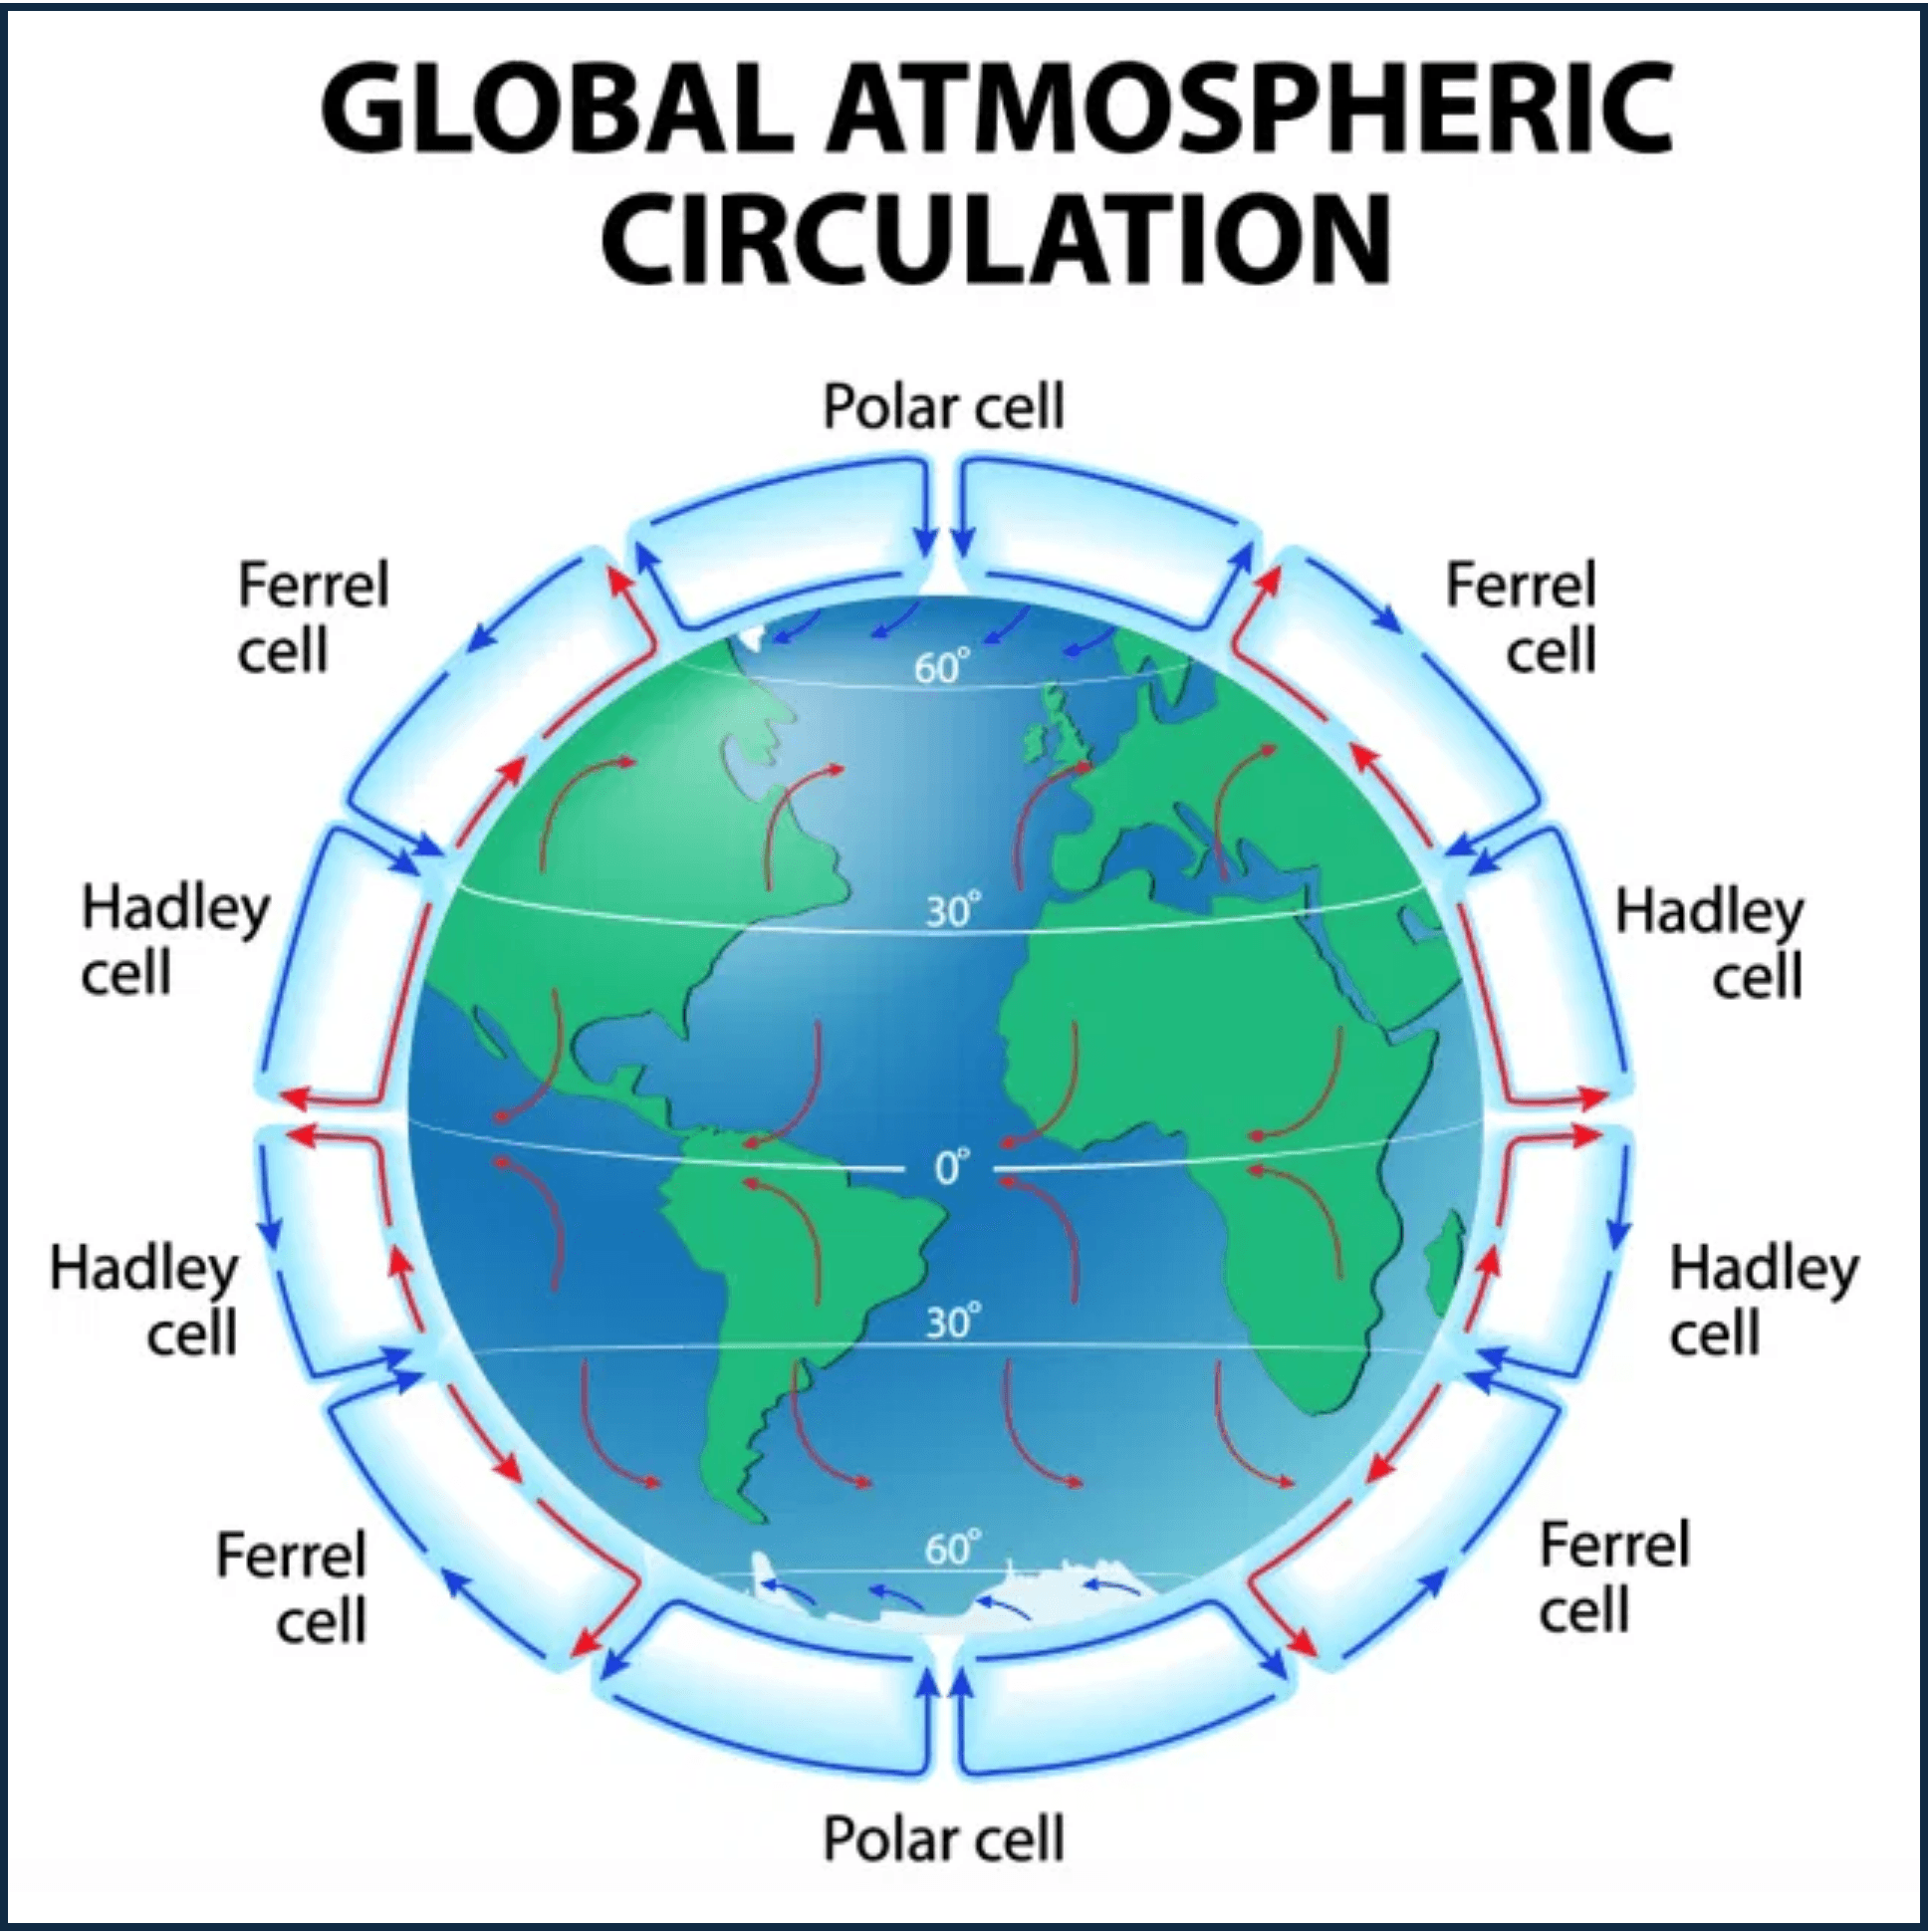 GLOBAL ATMOSPHERIC
CIRCULATION
Polar cell
Ferrel
cell
Ferrel
cell
60°
Hadley
cell
30°
Hadley
cell
0°
Hadley
cell
30°
Hadley
cell
Ferrel
cell
60°
Ferrel
cell
Polar cell